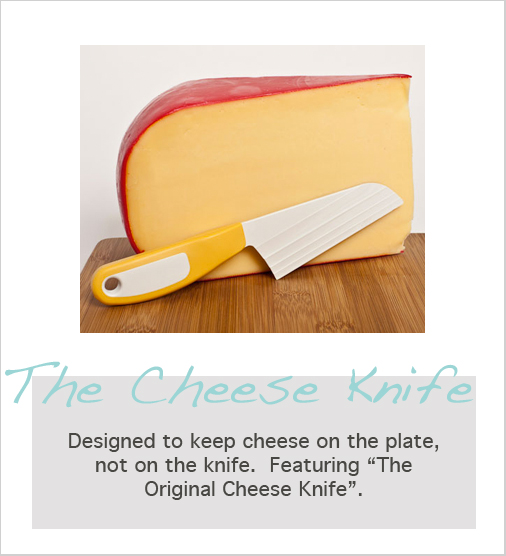 The Cheese Knife
Designed to keep cheese on the plate,
not on the knife.  Featuring “The
Original Cheese Knife”.